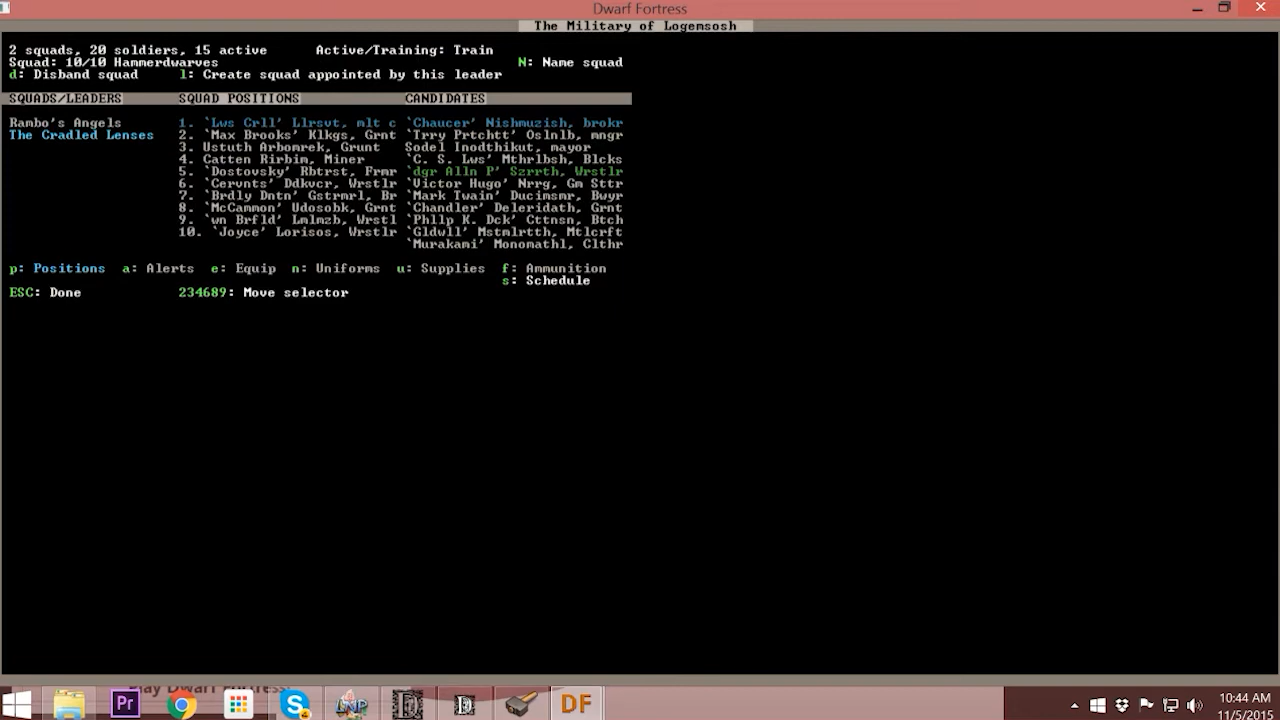 Dwarf Fortress
The Military of Logemsosh
2 squads, 20 soldiers, 15 active Active/Training: Train
Squad: 10/10 Hammerdwarves N: Name squad
d: Disband squad l: Create squad appointed by this leader
SQUADS/LEADERS SQUAD POSITIONS CANDIDATES
Rambo's Angels 1. `Lws Crll' Llrsvt, mlt c `Chaucer' Nishmuzish, brokr
The Cradled Lenses 2. `Max Brooks' Klkgs, Grnt `Trry Prtchtt' Oslnlb, mngr
3. Ustuth Arbomrek, Grunt Sodel Inodthikut, mayor
4. Catten Rirbim, Miner `C. S. Lws' Mthrlbsh, Blcks
5. `Dostovsky' Rbtrst, Frmr `dgr Alln P' Szrrth, Wrstlr
6. `Cervnts' Ddkvcr, Wrstlr `Victor Hugo' Nrrg, Gm Sttr
7. `Brdly Dntn' Gstrmrl, Br `Mark Twain' Ducimsmr, Bwyr
8. `McCammon' Udosobk, Grnt `Chandler' Deleridath, Grnt
9. `wn Brfld' Lmlmzb, Wrstl `Phllp K. Dck' Cttnsn, Btch
10. `Joyce' Lorisos, Wrstlr `Gldwll' Mstmlrtth, Mtlcrft
`Murakami' Monomathl, Clthr
p: Positions a: Alerts e: Equip n: Uniforms u: Supplies f: Ammunition
s: Schedule
ESC: Done 234689: Move selector
Play Dwarf Fortress!
Pr
LNP
DF
10:44 AM
11/5/2015